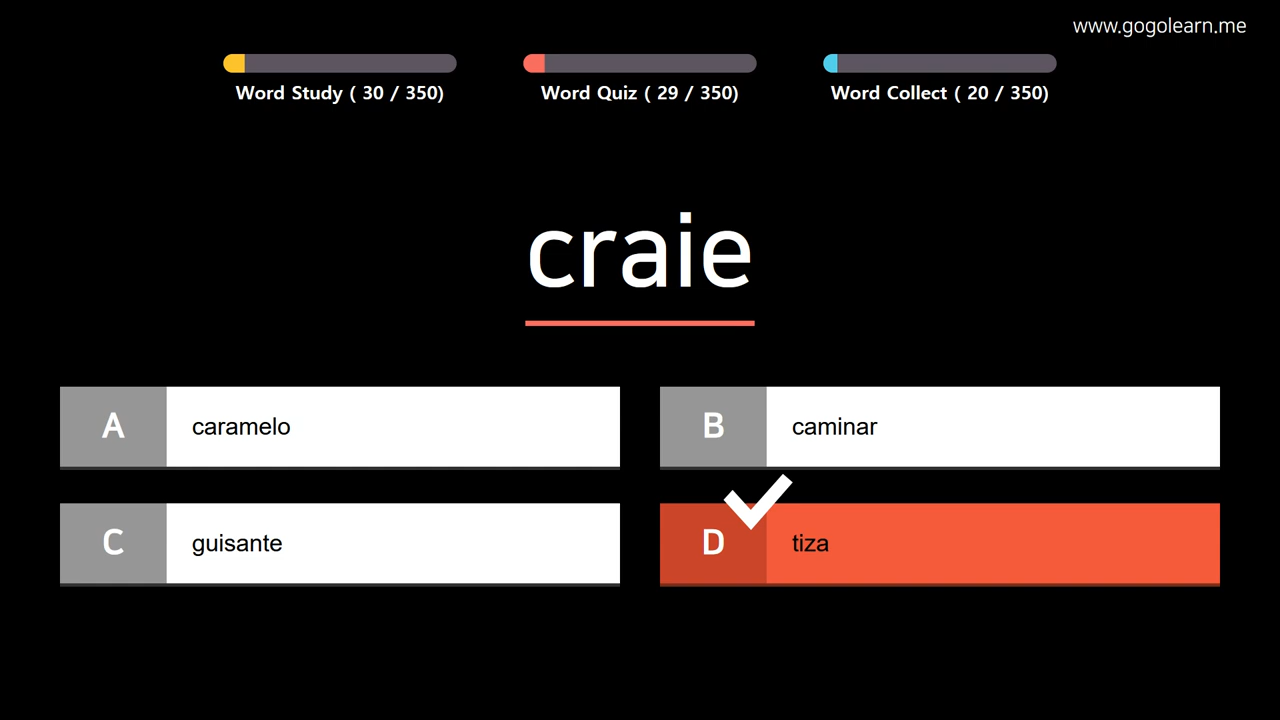 www.gogolearn.me
Word Study ( 30 / 350)
Word Quiz ( 29 / 350)
Word Collect ( 20 / 350)
craie
A caramelo
B caminar
C guisante
D tiza